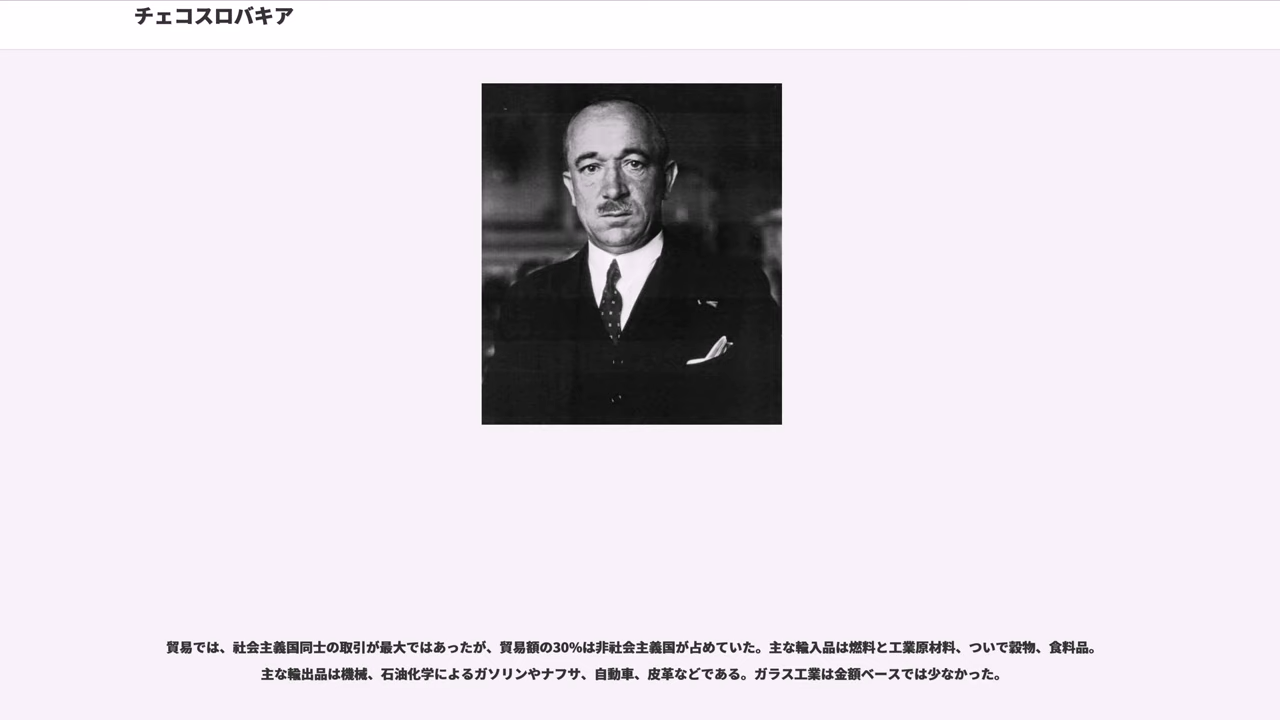 チェコスロバキア
貿易では、社会主義国同士の取引が最大ではあったが、貿易額の30%は非社会主義国が占めていた。主な輸入品は燃料と工業原材料、ついで穀物、食料品。
主な輸出品は機械、石油化学によるガソリンやナフサ、自動車、皮革などである。ガラス工業は金額ベースでは少なかった。